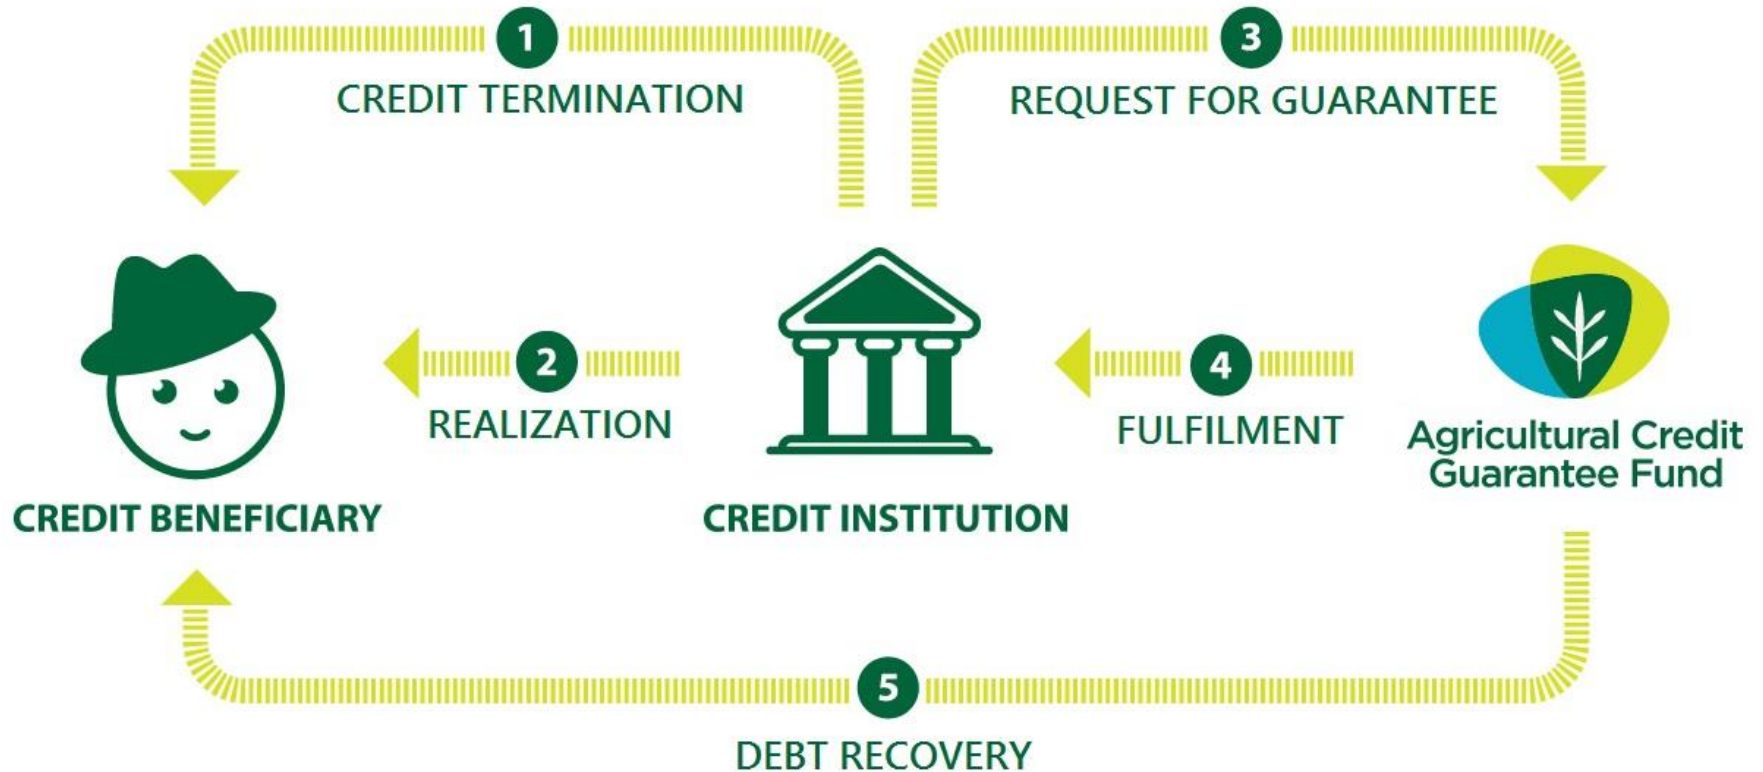 1
3
CREDIT TERMINATION
REQUEST FOR GUARANTEE
2
4
REALIZATION
FULFILMENT
Agricultural Credit
Guarantee Fund
CREDIT BENEFICIARY
CREDIT INSTITUTION
5
DEBT RECOVERY